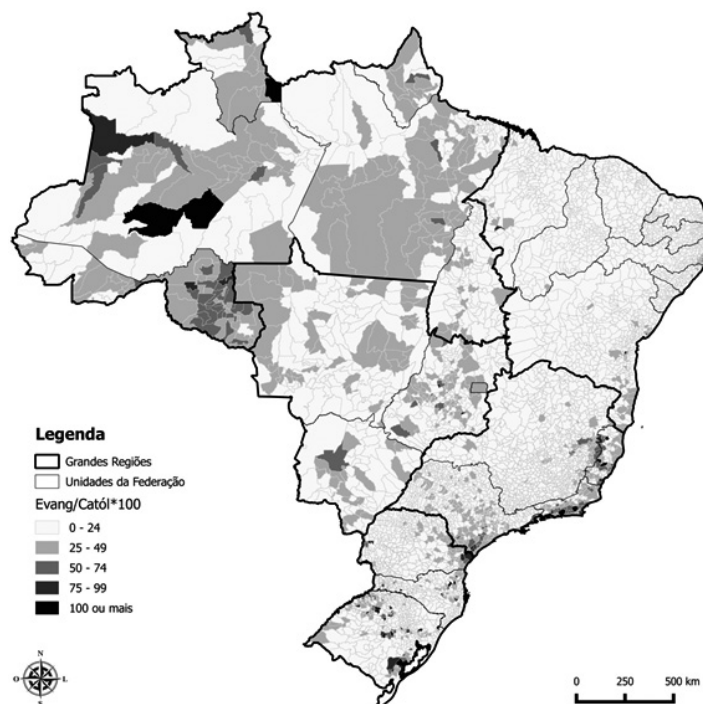 Legenda
Grandes Regiões
Unidades da Federação
Evang/Catól*100
0 - 24
25 - 49
50 - 74
75 - 99
100 ou mais
N
O L
S
0 250 500 km